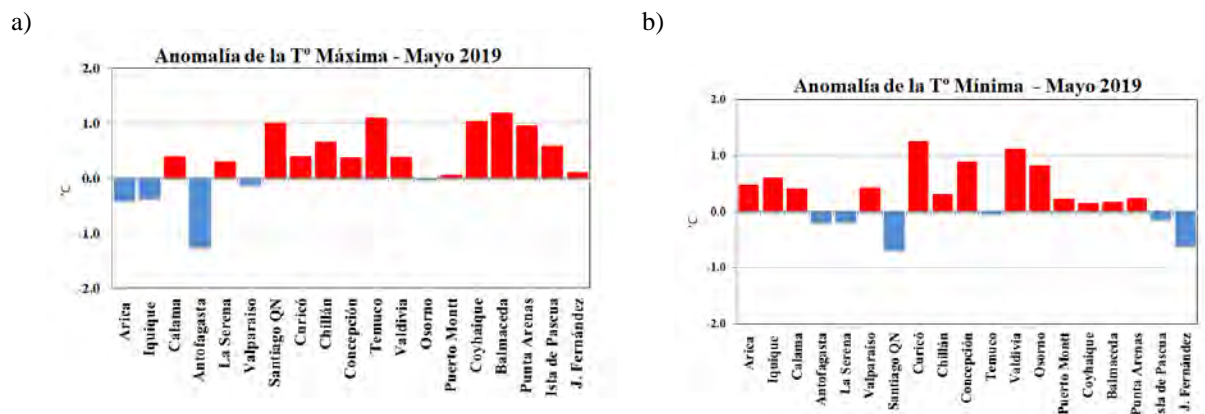 a)
Anomalía de la Tº Máxima - Mayo 2019
2.0
1.0
0.0
-1.0
-2.0
°C
Arica
Iquique
Calama
Antofagasta
La Serena
Valparaíso
Santiago QN
Curicó
Chillán
Concepción
Temuco
Valdivia
Osorno
Puerto Montt
Coyhaique
Balmaceda
Punta Arenas
Isla de Pascua
J. Fernández
b)
Anomalía de la Tº Mínima - Mayo 2019
2.0
1.0
0.0
-1.0
-2.0
°C
Arica
Iquique
Calama
Antofagasta
La Serena
Valparaíso
Santiago QN
Curicó
Chillán
Concepción
Temuco
Valdivia
Osorno
Puerto Montt
Coyhaique
Balmaceda
Punta Arenas
Isla de Pascua
J. Fernández